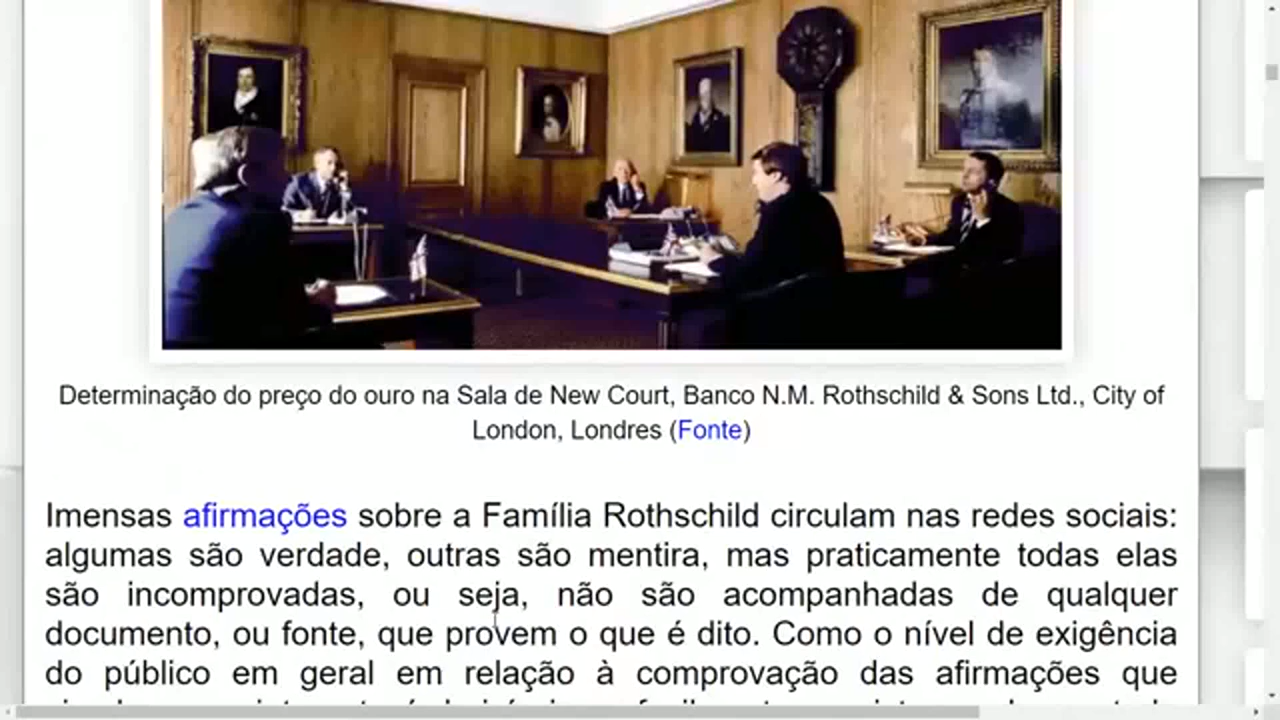 Determinação do preço do ouro na Sala de New Court, Banco N.M. Rothschild & Sons Ltd., City of
London, Londres (Fonte)
Imensas afirmações sobre a Família Rothschild circulam nas redes sociais:
algumas são verdade, outras são mentira, mas praticamente todas elas
são incomprovadas, ou seja, não são acompanhadas de qualquer
documento, ou fonte, que provem o que é dito. Como o nível de exigência
do público em geral em relação à comprovação das afirmações que